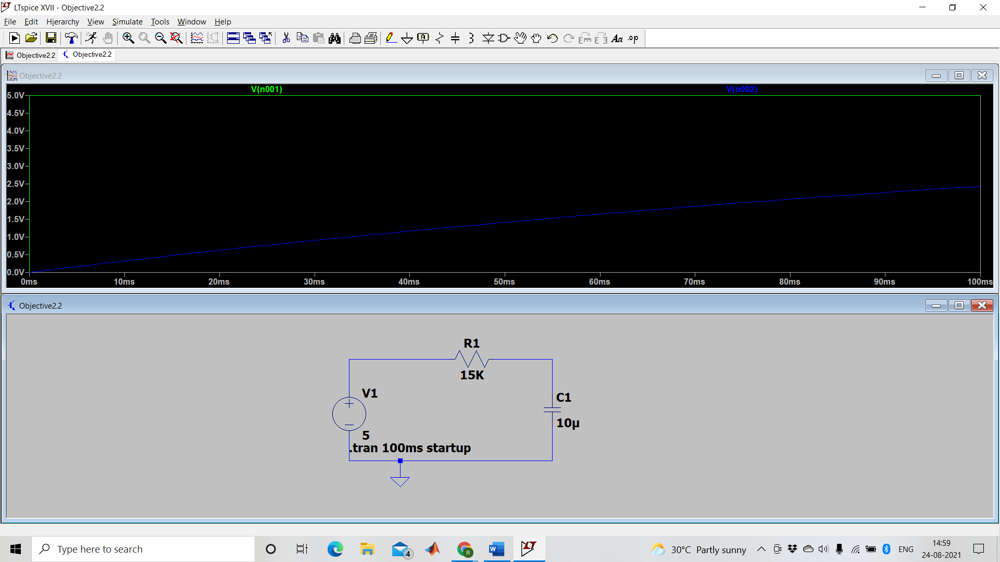 LTspice XVII - Objective2.2
File Edit Hierarchy View Simulate Tools Window Help
Objective2.2 Objective2.2
Objective2.2
V(n001) V(n002)
5.0V
4.5V
4.0V
3.5V
3.0V
2.5V
2.0V
1.5V
1.0V
0.5V
0.0V
0ms 10ms 20ms 30ms 40ms 50ms 60ms 70ms 80ms 90ms 100ms
Objective2.2
R1
15K
V1
C1
10µ
5
.tran 100ms startup
Type here to search
4
R
30°C Partly sunny
ENG
14:59
24-08-2021